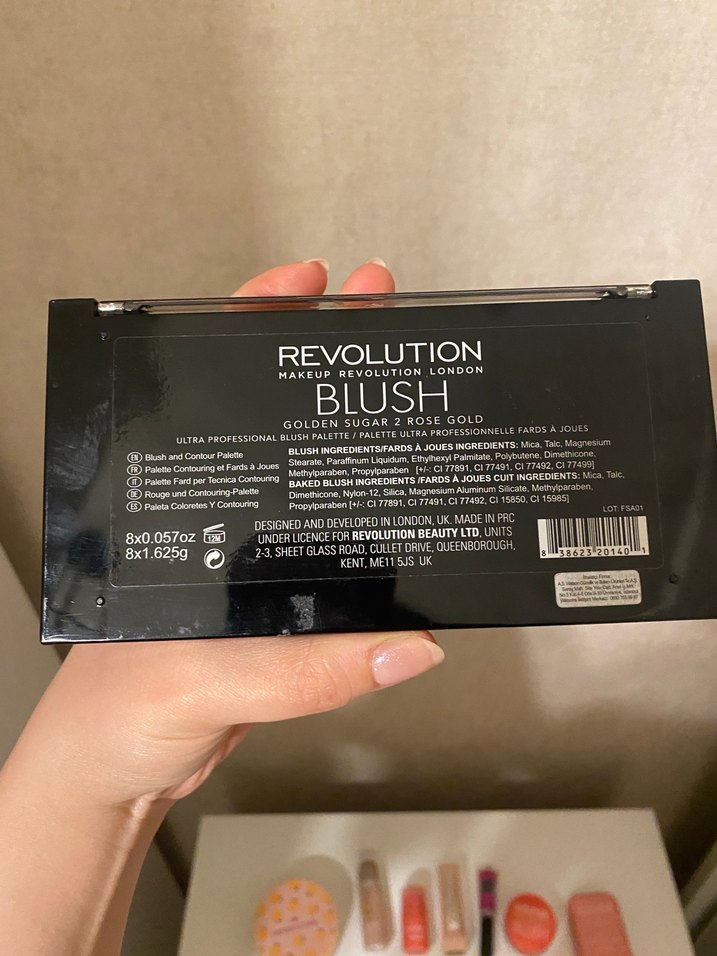 REVOLUTION
MAKEUP REVOLUTION LONDON
BLUSH
GOLDEN SUGAR 2 ROSE GOLD
ULTRA PROFESSIONAL BLUSH PALETTE / PALETTE ULTRA PROFESSIONNELLE FARDS À JOUES
EN Blush and Contour Palette
FR Palette Contouring et Fards à Joues
IT Palette Fard per Tecnica Contouring
DE Rouge und Contouring-Palette
ES Paleta Coloretes Y Contouring
BLUSH INGREDIENTS/FARDS À JOUES INGREDIENTS: Mica, Talc, Magnesium
Stearate, Paraffinum Liquidum, Ethylhexyl Palmitate, Polybutene, Dimethicone,
Methylparaben, Propylparaben [+/-: CI 77891, CI 77491, CI 77492, CI 77499]
BAKED BLUSH INGREDIENTS /FARDS À JOUES CUIT INGREDIENTS: Mica, Talc,
Dimethicone, Nylon-12, Silica, Magnesium Aluminum Silicate, Methylparaben,
Propylparaben [+/-: CI 77891, CI 77491, CI 77492, CI 15850, CI 15985]
LOT: FSA01
8x0.057oz
8x1.625g
12M
DESIGNED AND DEVELOPED IN LONDON, UK. MADE IN PRC
UNDER LICENCE FOR REVOLUTION BEAUTY LTD, UNITS
2-3, SHEET GLASS ROAD, CULLET DRIVE, QUEENBOROUGH,
KENT, ME11 5JS UK
8 38623 20140 1